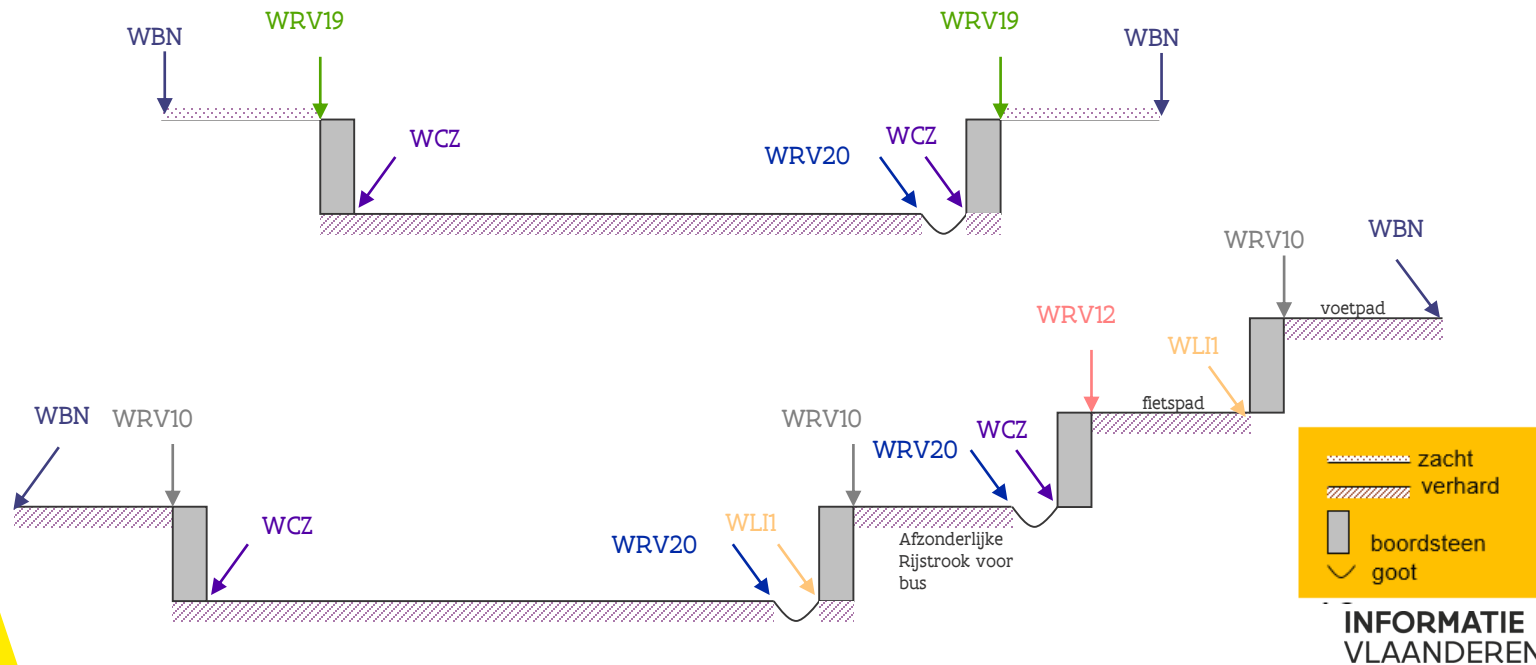 WBN
WRV19
WRV19
WBN
WCZ
WRV20
WCZ
WRV10
WBN
WRV12
WLI1
voetpad
fietspad
WBN
WRV10
WRV10
WRV20
WCZ
WCZ
WRV20
WLI1
Afzonderlijke
Rijstrook voor
bus
zacht
verhard
boordsteen
goot
INFORMATIE
VLAANDEREN